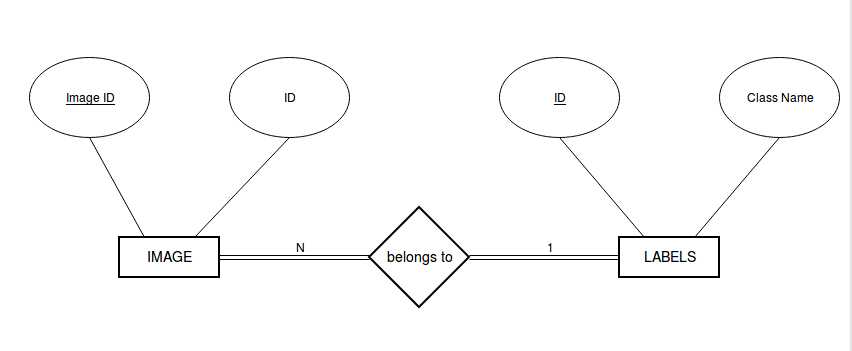 Image ID
ID
ID
Class Name
N
1
IMAGE
belongs to
LABELS